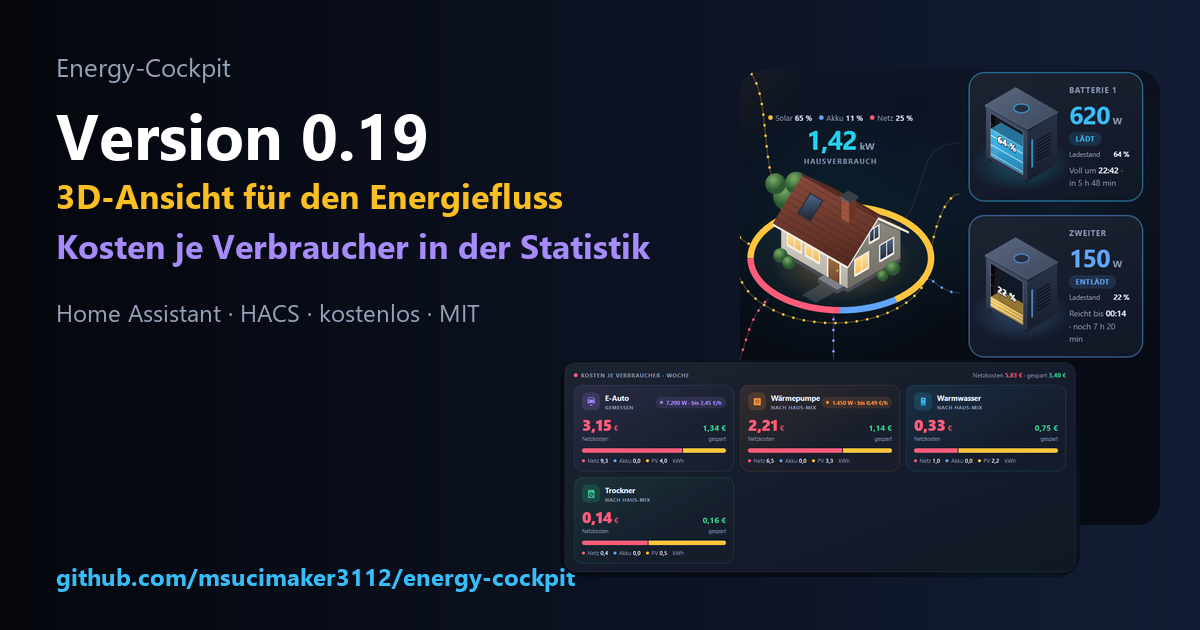 Energy-Cockpit
Version 0.19
3D-Ansicht für den Energiefluss
Kosten je Verbraucher in der Statistik
Home Assistant · HACS · kostenlos · MIT
github.com/msucimaker3112/energy-cockpit
Solar 65 % Akku 11 % Netz 25 %
1,42 kW
HAUSVERBRAUCH
BATTERIE 1
620 W
LÄDT
Ladestand 64 %
Voll um 22:42 ·
in 5 h 48 min
64 %
ZWEITER
150 W
ENTLÄDT
Ladestand 22 %
Reicht bis 00:14
· noch 7 h 20
min
22 %
KOSTEN JE VERBRAUCHER · WOCHE
Netzkosten 5,83 € · gespart 3,40 €
E-Auto
GEMESSEN
7.200 W · bis 2,45 €/h
3,15 € 1,34 €
Netzkosten gespart
Netz 9,3 Akku 0,0 PV 4,0 kWh
Wärmepumpe
NACH HAUS-MIX
1.450 W · bis 0,49 €/h
2,21 € 1,14 €
Netzkosten gespart
Netz 6,5 Akku 0,0 PV 3,3 kWh
Warmwasser
NACH HAUS-MIX
0,33 € 0,75 €
Netzkosten gespart
Netz 1,0 Akku 0,0 PV 2,2 kWh
Trockner
NACH HAUS-MIX
0,14 € 0,16 €
Netzkosten gespart
Netz 0,4 Akku 0,0 PV 0,5 kWh